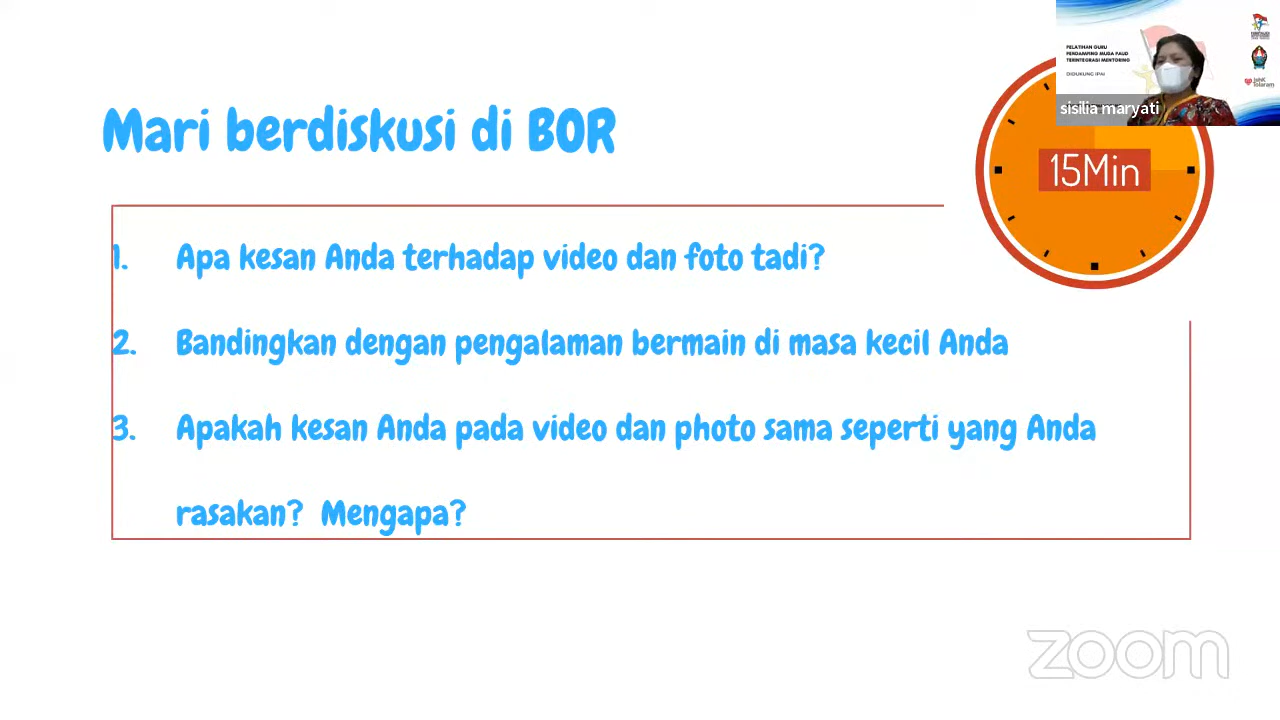 PELATIHAN GURU
PENDAMPING MUDA PAUD
TERINTEGRASI MENTORING
DIDUKUNG IPAI
sisilia maryati
Mari berdiskusi di BOR
15Min
1. Apa kesan Anda terhadap video dan foto tadi?
2. Bandingkan dengan pengalaman bermain di masa kecil Anda
3. Apakah kesan Anda pada video dan photo sama seperti yang Anda
rasakan? Mengapa?
zoom